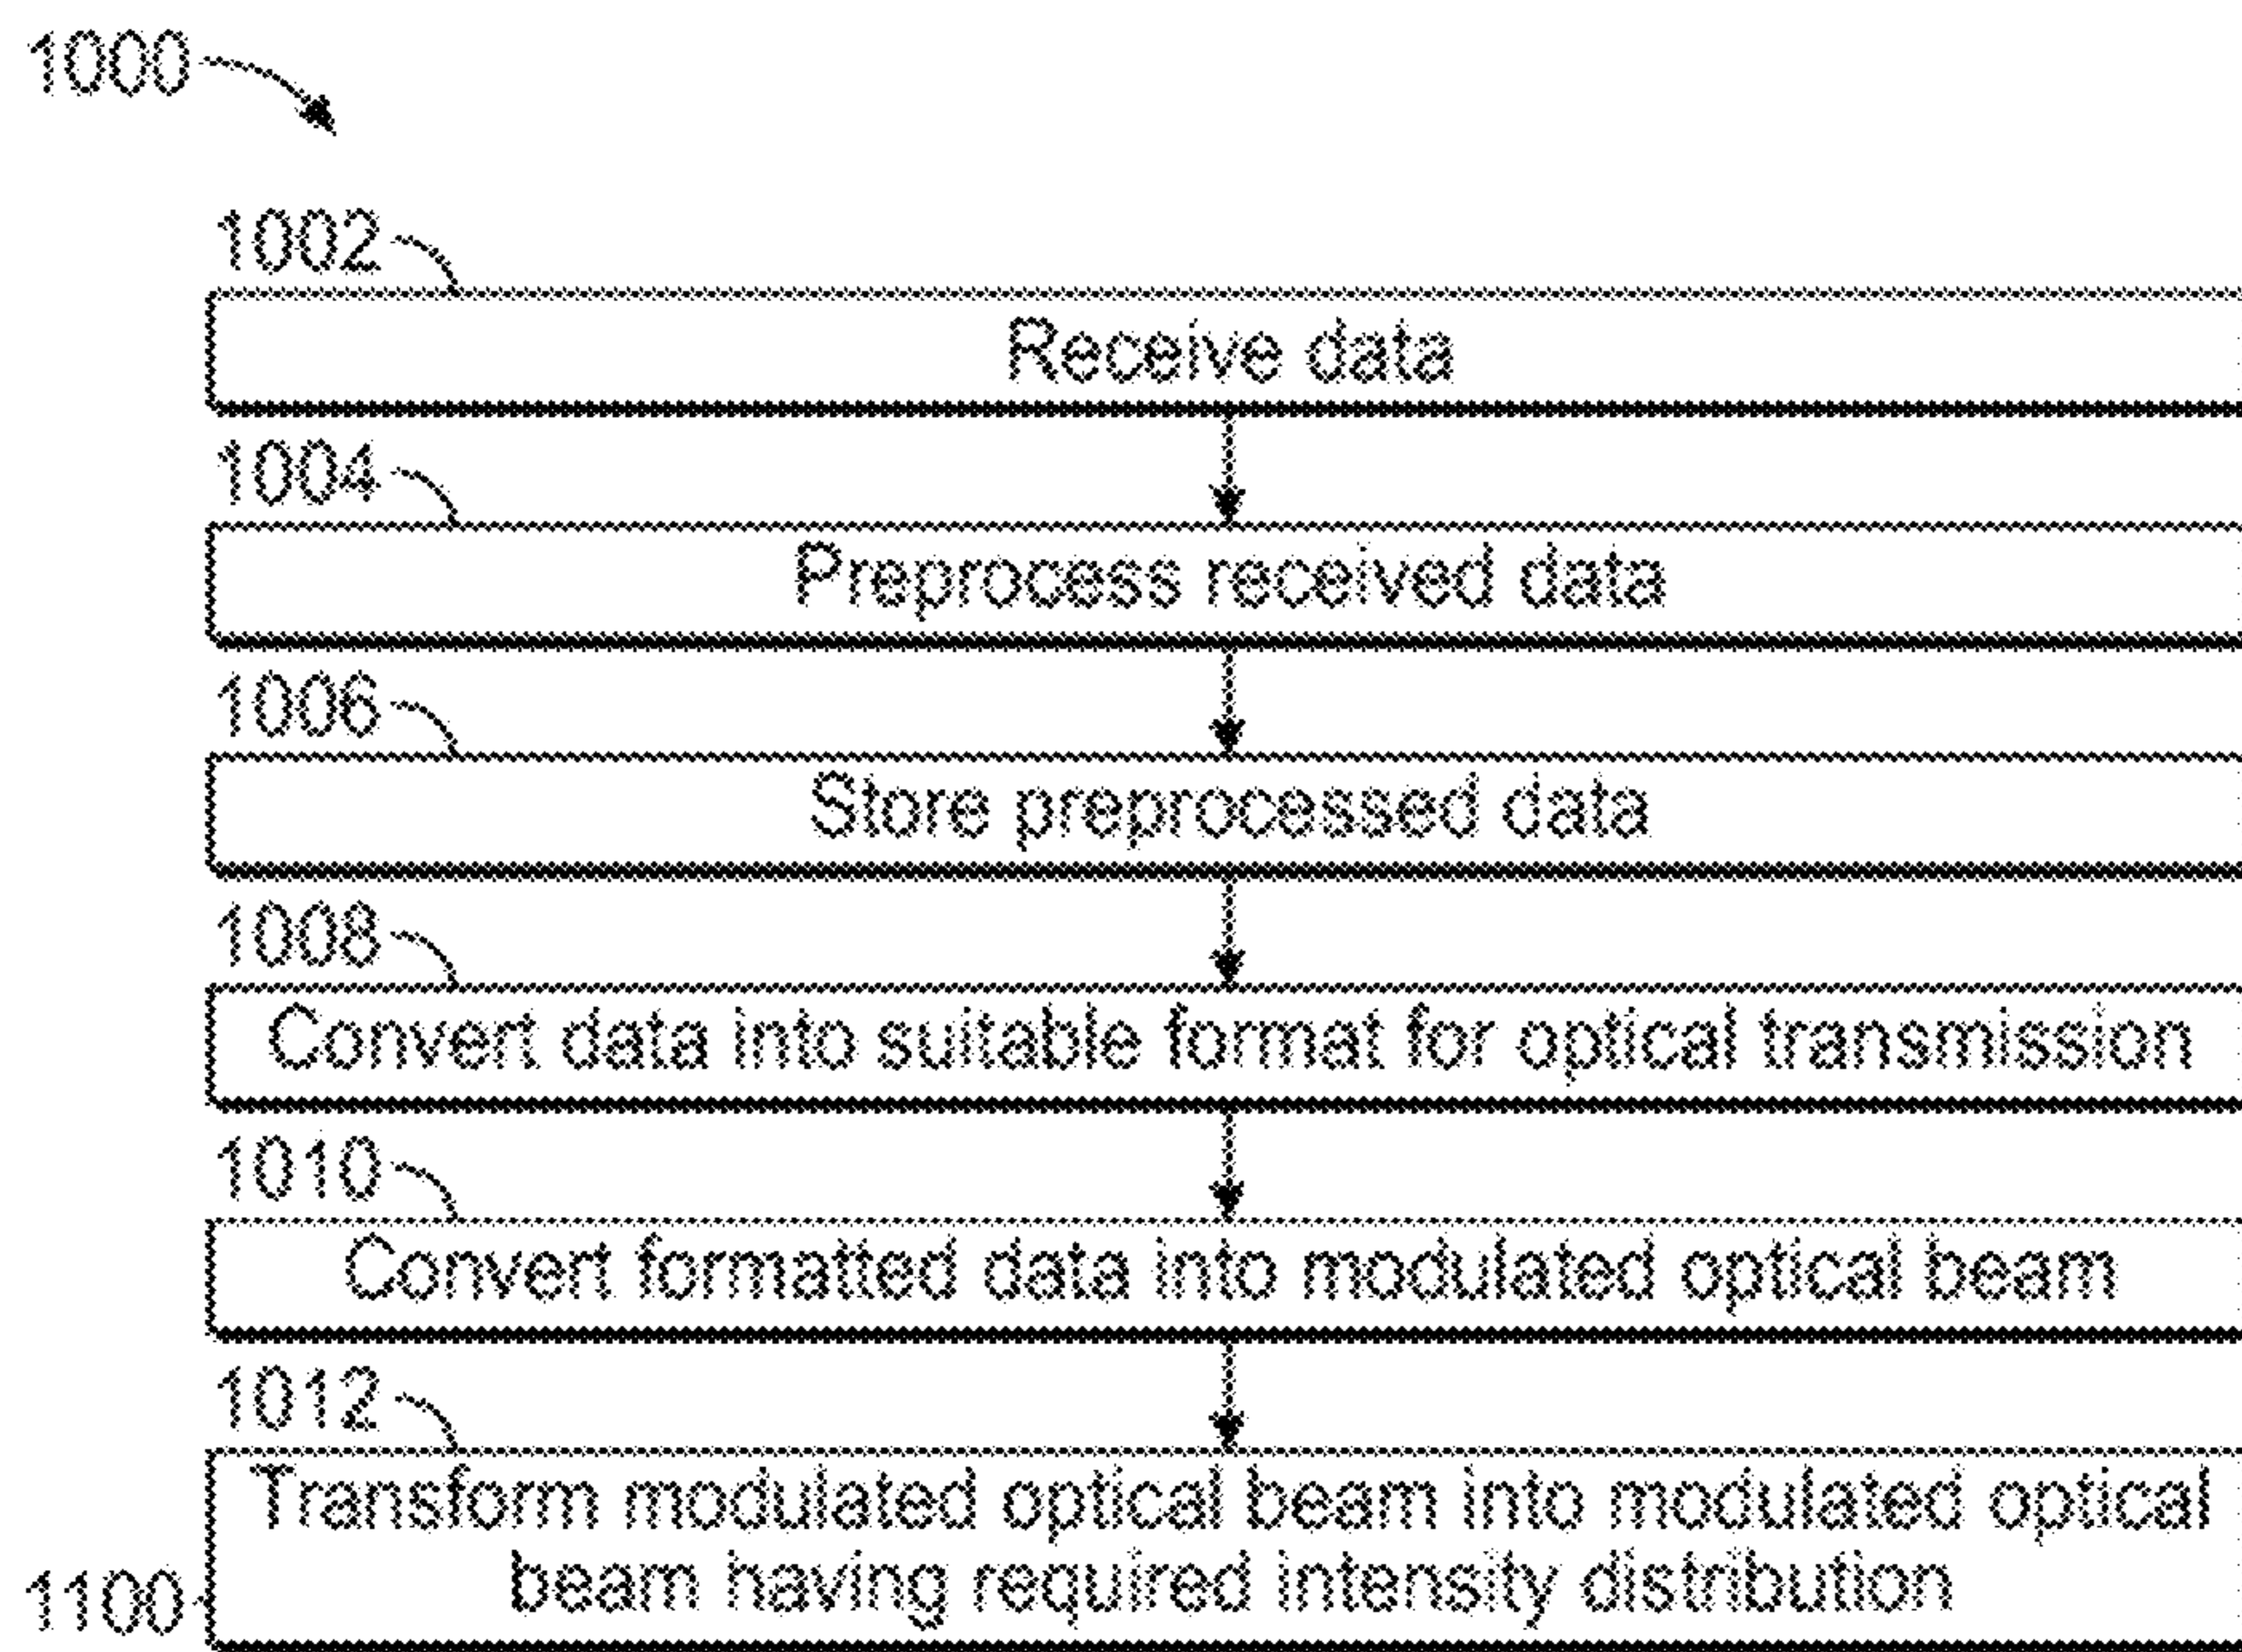 1000
1002
Receive data
1004
Preprocess received data
1006
Store preprocessed data
1008
Convert data into suitable format for optical transmission
1010
Convert formatted data into modulated optical beam
1012
Transform modulated optical beam into modulated optical
beam having required intensity distribution
1100